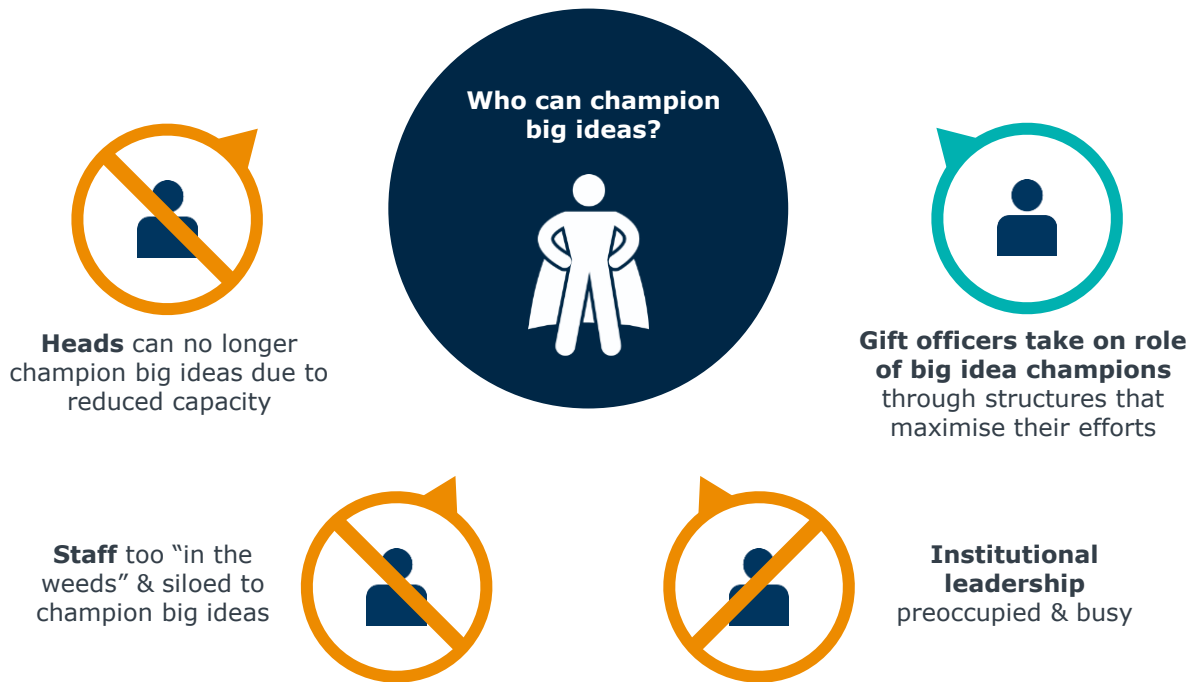 Who can champion
big ideas?
Heads can no longer
champion big ideas due to
reduced capacity
Gift officers take on role
of big idea champions
through structures that
maximise their efforts
Staff too “in the
weeds” & siloed to
champion big ideas
Institutional
leadership
preoccupied & busy